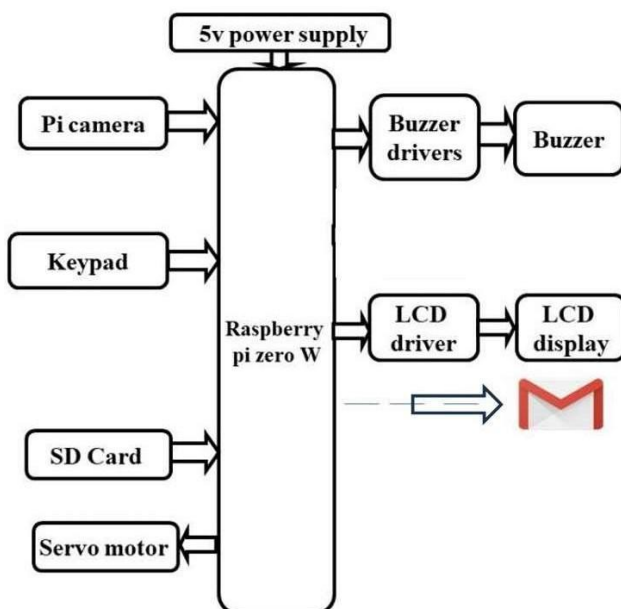 5v power supply
Pi camera
Buzzer
drivers
Buzzer
Keypad
Raspberry
pi zero W
LCD
driver
LCD
display
SD Card
Servo motor